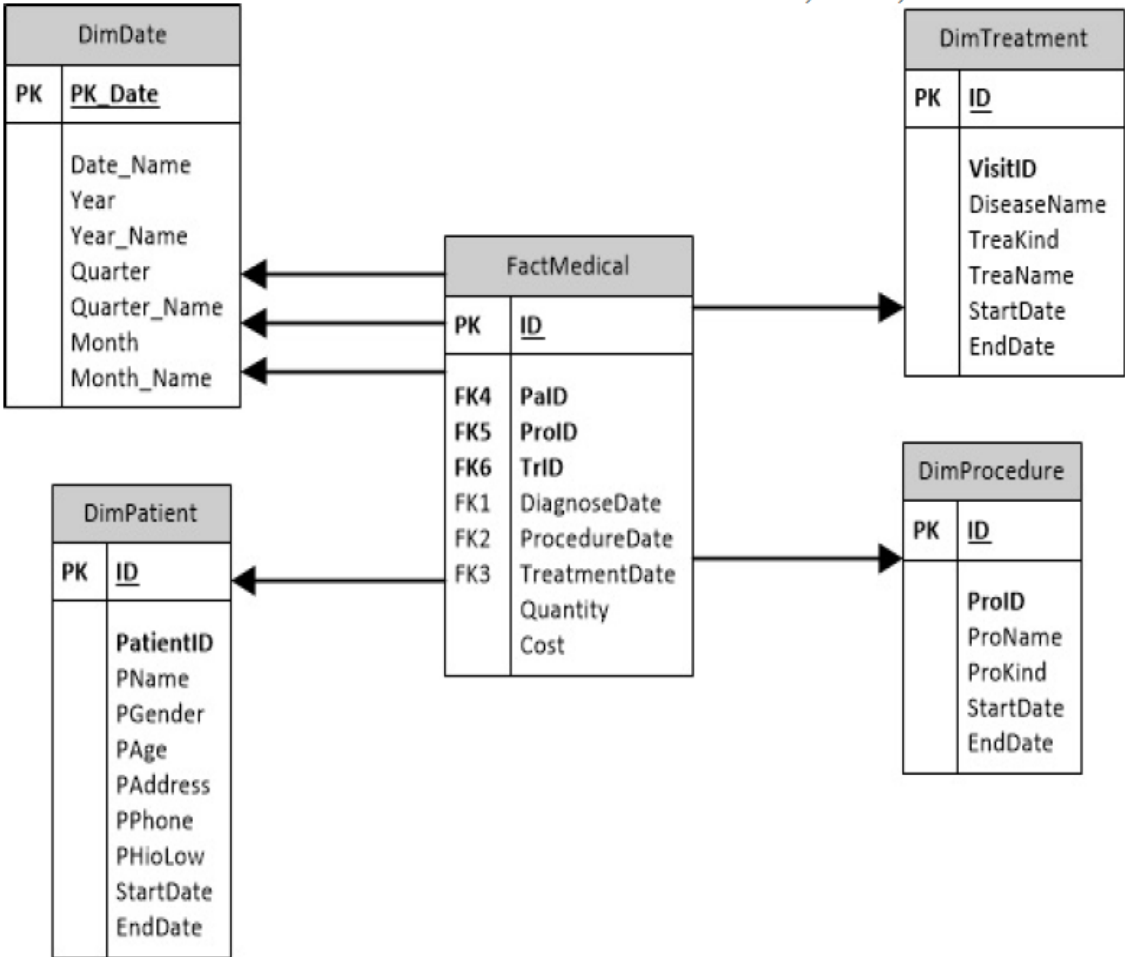 DimDate
PK PK_Date
Date_Name
Year
Year_Name
Quarter
Quarter_Name
Month
Month_Name
DimTreatment
PK ID
VisitID
DiseaseName
TreaKind
TreaName
StartDate
EndDate
FactMedical
PK ID
FK4 PaID
FK5 ProID
FK6 TrID
FK1 DiagnoseDate
FK2 ProcedureDate
FK3 TreatmentDate
Quantity
Cost
DimPatient
PK ID
PatientID
PName
PGender
PAge
PAddress
PPhone
PHioLow
StartDate
EndDate
DimProcedure
PK ID
ProID
ProName
ProKind
StartDate
EndDate